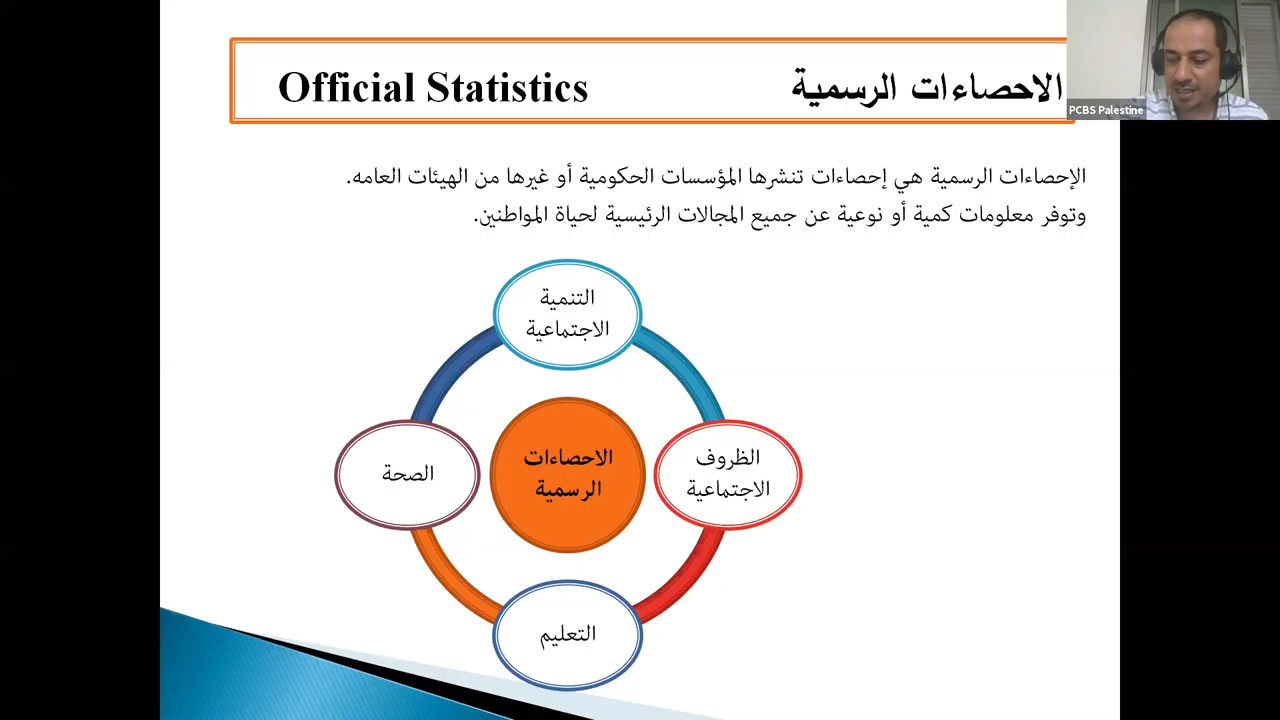 الاحصاءات الرسمية
Official Statistics
PCBS Palestine
الإحصاءات الرسمية هي إحصاءات تنشرها المؤسسات الحكومية أو غيرها من الهيئات العامه.
وتوفر معلومات كمية أو نوعية عن جميع المجالات الرئيسية لحياة المواطنين.
التنمية
الاجتماعية
الظروف
الاجتماعية
الاحصاءات
الرسمية
الصحة
التعليم